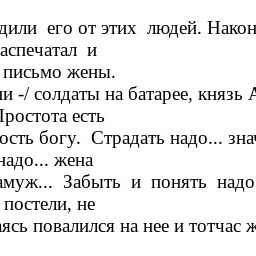 дили его от этих людей. Након
аспечатал и
письмо жены.
и -/ солдаты на батарее, князь А
Простота есть
ость богу. Страдать надо... зна
надо... жена
амуж... Забыть и понять надо
постели, не
аясь повалился на нее и тотчас ж